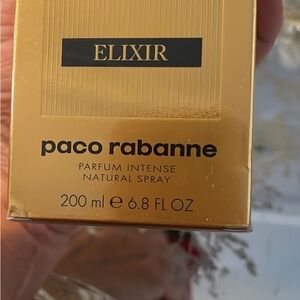 ELIXIR
paco rabanne
PARFUM INTENSE
NATURAL SPRAY
200 ml e 6.8 FL OZ